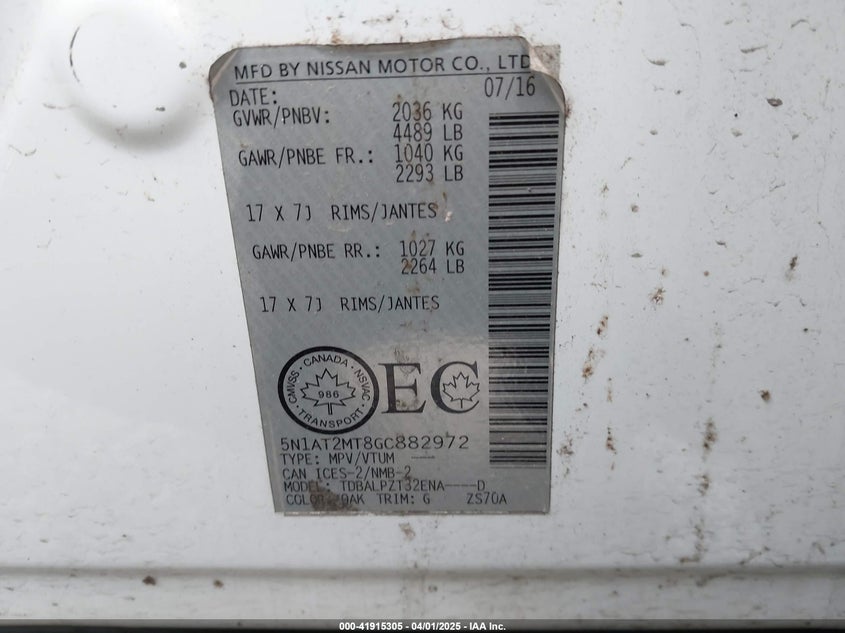 MFD BY NISSAN MOTOR CO., LTD
DATE: 07/16
GVWR/PNBV: 2036 KG
4489 LB
GAWR/PNBE FR.: 1040 KG
2293 LB
17 X 7J RIMS/JANTES
GAWR/PNBE RR.: 1027 KG
2264 LB
17 X 7J RIMS/JANTES
CANADA · NSVAC · TRANSPORT · CMVSS ·
986
EC
5N1AT2MT8GC882972
TYPE: MPV/VTUM ---
CAN ICES-2/NMB-2
MODEL: TDBALPZT32ENA----D
COLOR: QAK TRIM: G ZS70A
000-41915305 - 04/01/2025 - IAA Inc.